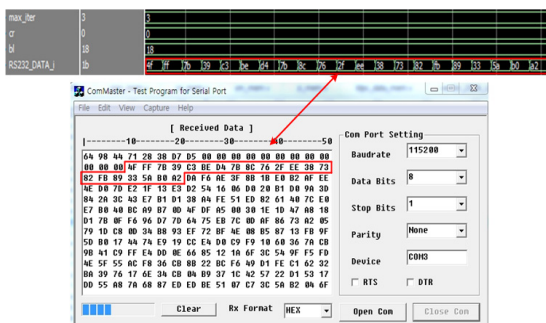 max_iter 3 3
cr 0 0
bl 18 18
RS232_DATA_i 1b 4f ff 7b 39 c3 be d4 7b 8c 76 2f ee 38 73 82 fb 89 33 5a b0 a2
ComMaster - Test Program for Serial Port
File Edit View Capture Help
[ Received Data ]
|--------10--------20--------30--------40--------50
64 98 44 71 28 38 D7 D5 00 00 00 00 00 00 00 00
00 00 00 4F FF 7B 39 C3 BE D4 7B 8C 76 2F EE 38 73
82 FB 89 33 5A B0 A2 DA F6 AE 3F 8B 1B E0 82 AF EE
4E D0 7D E2 1F 13 E3 D2 54 16 06 D0 20 B1 D0 9A 3D
84 2A 3C 43 E7 B1 D1 38 A4 FE 51 ED 82 61 40 7C E0
E7 B0 40 BC A9 B7 0D 4F DF A5 00 30 1E 1D 47 A8 18
D1 7B 0F F6 96 D7 7D 64 75 EB 7C 0D AF 86 73 A2 05
79 1D C8 0D 34 B8 93 EF 72 BF 4E 08 B5 87 13 FB 9F
5D B0 17 44 74 E9 19 CC E4 D0 C9 F9 10 60 36 7A CB
9B 41 C9 FF E4 DD 0E 66 85 12 1A 6F 3C 54 9F F5 FD
4E 5F 55 AC F8 36 CB 8B 22 BC F6 49 D1 FE C1 62 32
BA 39 76 17 6E 34 CB 04 B9 37 1C 42 57 22 D1 53 17
DD 55 A8 7A 68 87 ED ED BE 51 07 C7 3C 5A B2 04 6F
Com Port Setting
Baudrate 115200
Data Bits 8
Stop Bits 1
Parity None
Device COM3
RTS DTR
Clear Rx Format HEX Open Com Close Com